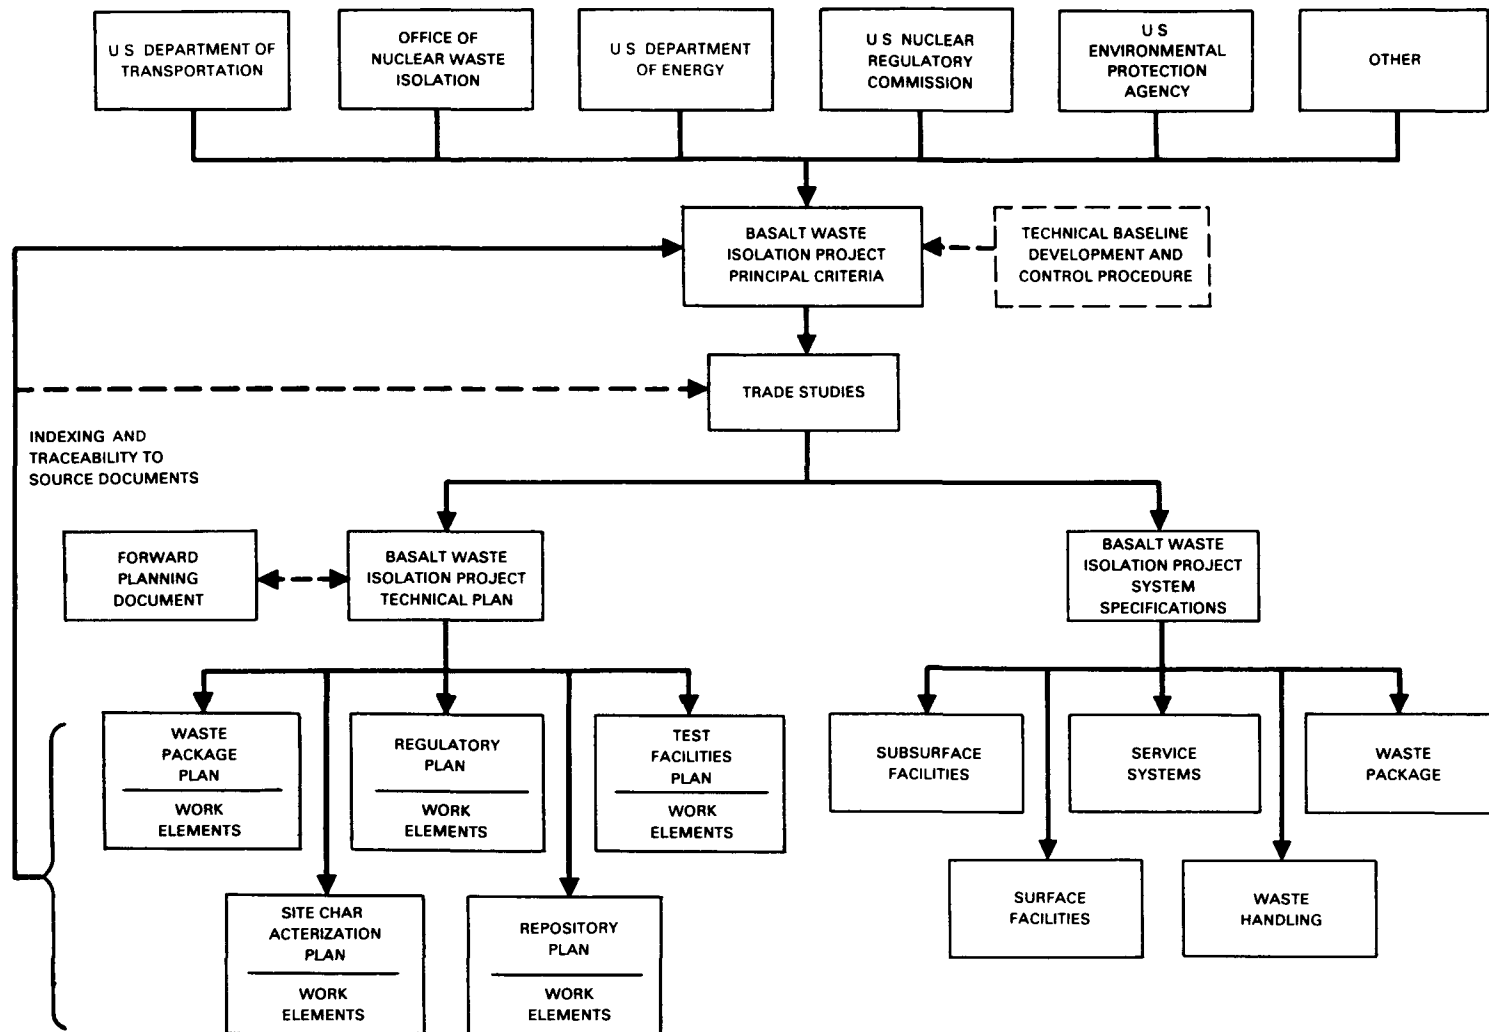 U S DEPARTMENT OF
TRANSPORTATION
OFFICE OF
NUCLEAR WASTE
ISOLATION
U S DEPARTMENT
OF ENERGY
U S NUCLEAR
REGULATORY
COMMISSION
U S
ENVIRONMENTAL
PROTECTION
AGENCY
OTHER
BASALT WASTE
ISOLATION PROJECT
PRINCIPAL CRITERIA
TECHNICAL BASELINE
DEVELOPMENT AND
CONTROL PROCEDURE
TRADE STUDIES
INDEXING AND
TRACEABILITY TO
SOURCE DOCUMENTS
FORWARD
PLANNING
DOCUMENT
BASALT WASTE
ISOLATION PROJECT
TECHNICAL PLAN
BASALT WASTE
ISOLATION PROJECT
SYSTEM
SPECIFICATIONS
WASTE
PACKAGE
PLAN
WORK
ELEMENTS
REGULATORY
PLAN
WORK
ELEMENTS
TEST
FACILITIES
PLAN
WORK
ELEMENTS
SUBSURFACE
FACILITIES
SERVICE
SYSTEMS
WASTE
PACKAGE
SITE CHAR
ACTERIZATION
PLAN
WORK
ELEMENTS
REPOSITORY
PLAN
WORK
ELEMENTS
SURFACE
FACILITIES
WASTE
HANDLING